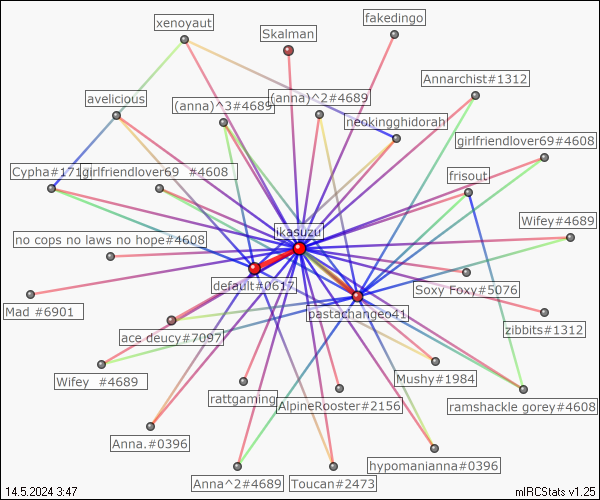 xenoyaut
fakedingo
Skalman
Annarchist#1312
avelicious
(anna)^2#4689
(anna)^3#4689
neokingghidorah
girlfriendlover69#4608
Cypha#171
girlfriendlover69 #4608
frisout
Wifey#4689
likasuzu
no cops no laws no hope#4608
default#0617
Soxy Foxy#5076
Mad #6901
pastachangeo41
zibbits#1312
ace deucy#7097
Wifey #4689
Mushy#1984
rattgaming
AlpineRooster#2156
ramshackle gorey#4608
Anna.#0396
hypomanianna#0396
Anna^2#4689
Toucan#2473
14.5.2024 3:47
mIRCStats v1.25